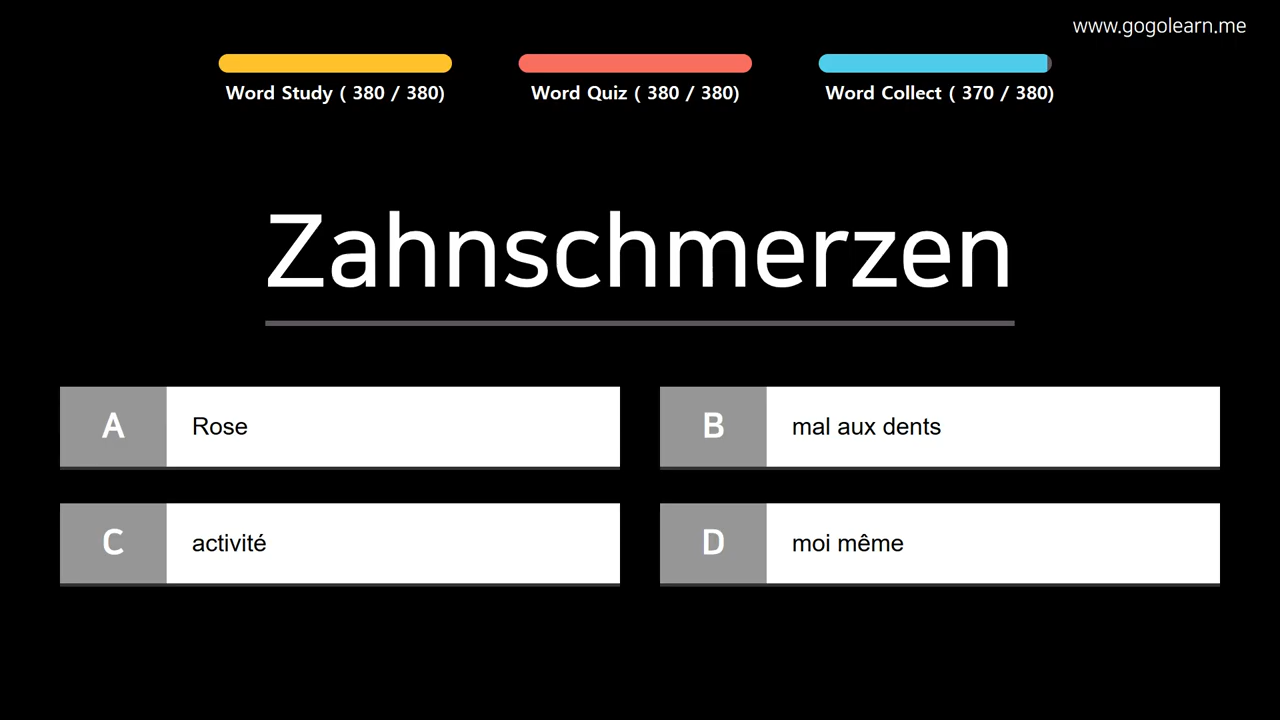 www.gogolearn.me
Word Study ( 380 / 380)
Word Quiz ( 380 / 380)
Word Collect ( 370 / 380)
Zahnschmerzen
A Rose
B mal aux dents
C activité
D moi même